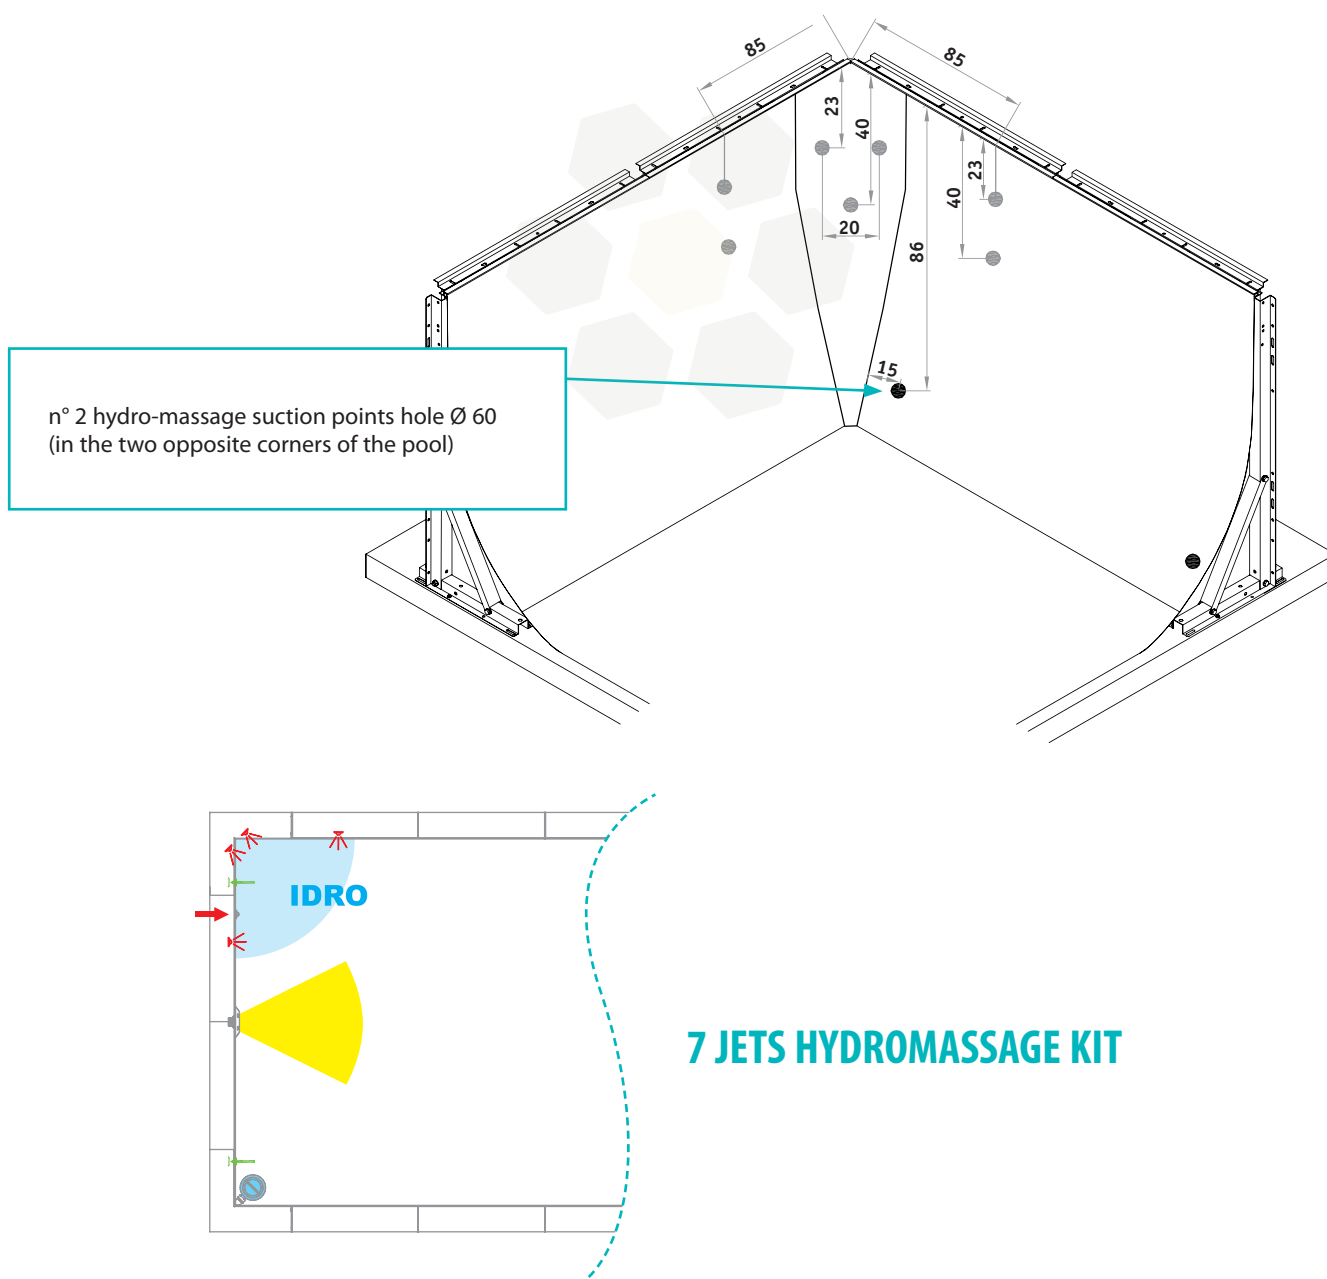 85
85
23
40
23
40
20
86
15
n° 2 hydro-massage suction points hole Ø 60
(in the two opposite corners of the pool)
IDRO
7 JETS HYDROMASSAGE KIT